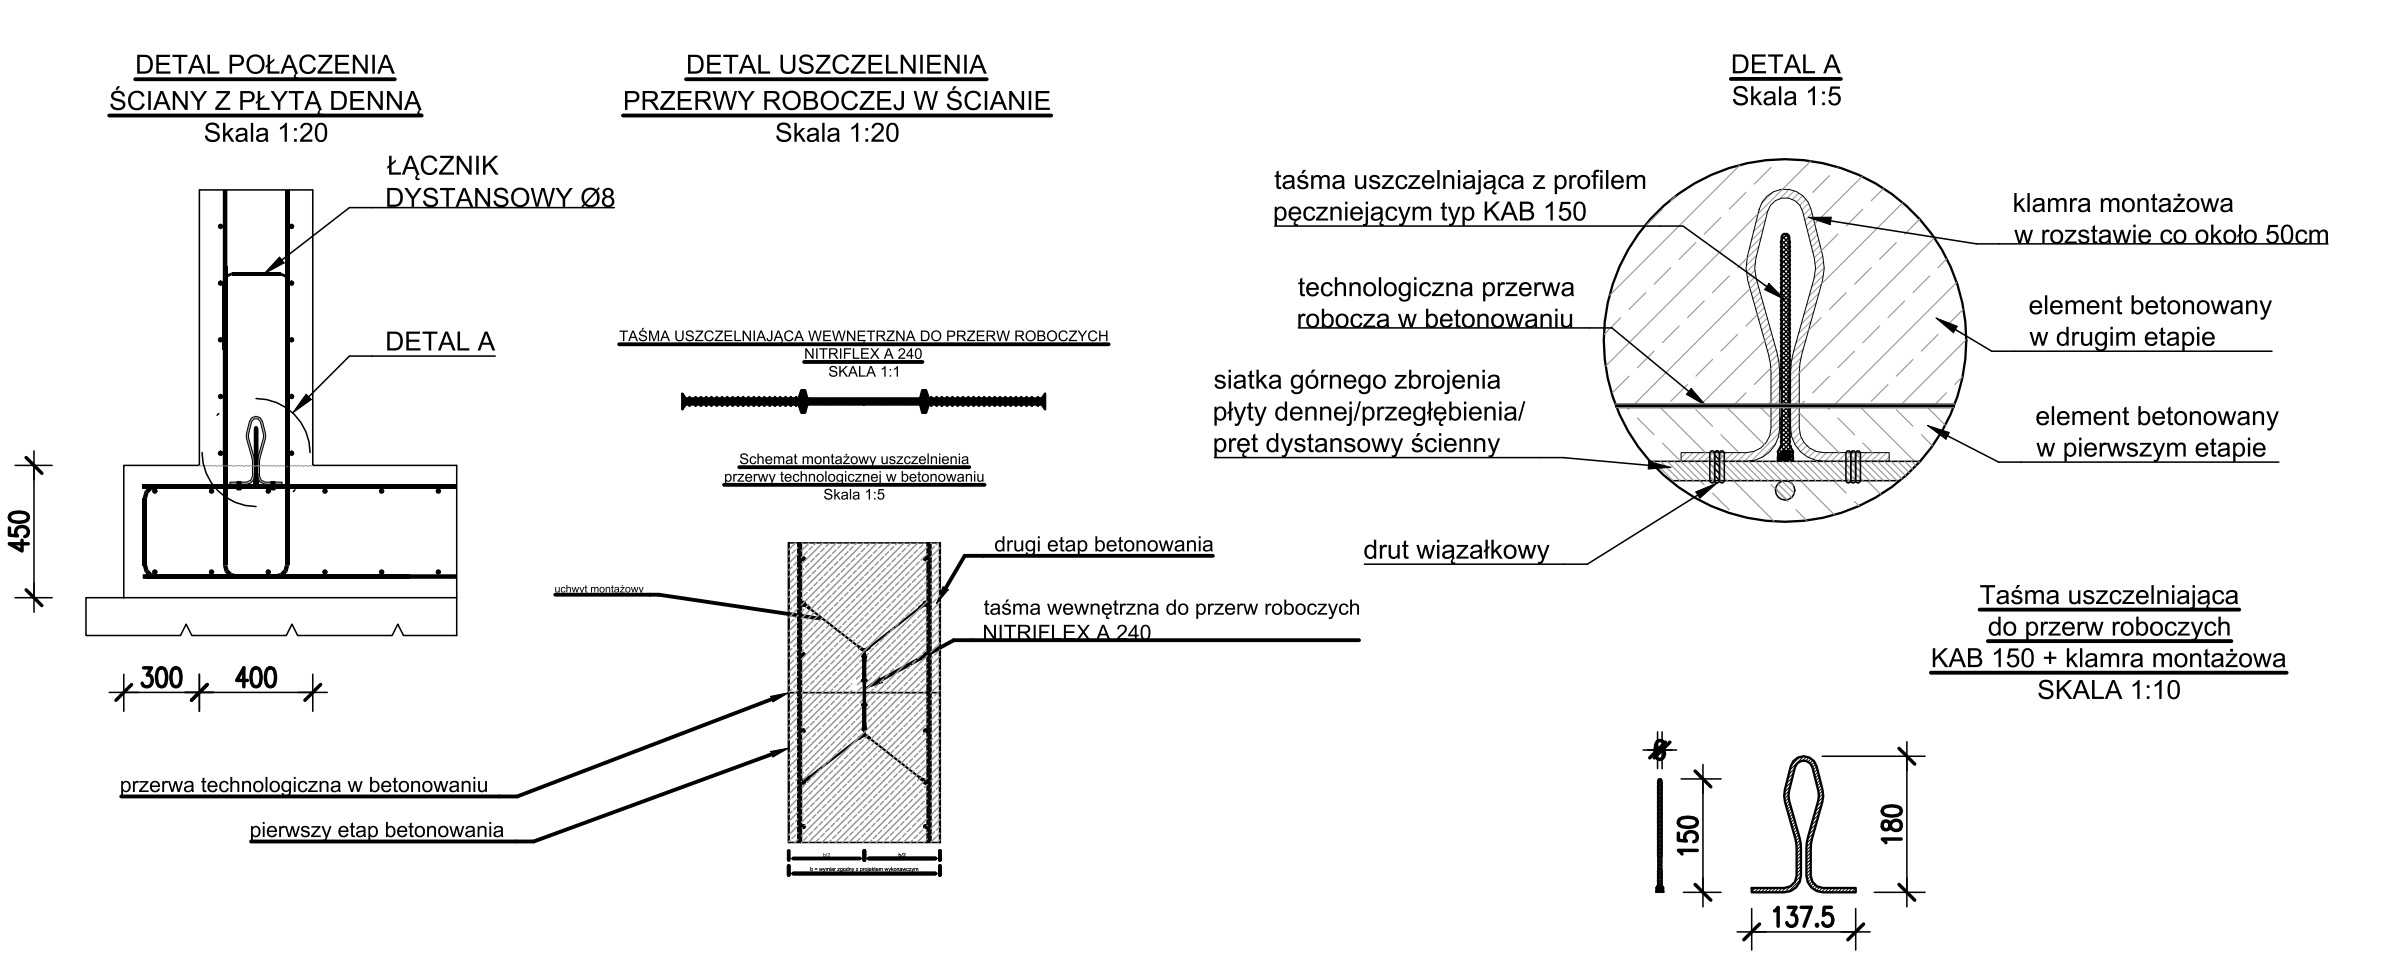 DETAL POŁĄCZENIA
ŚCIANY Z PŁYTĄ DENNĄ
Skala 1:20
ŁĄCZNIK
DYSTANSOWY Ø8
DETAL A
450
300
400
DETAL USZCZELNIENIA
PRZERWY ROBOCZEJ W ŚCIANIE
Skala 1:20
TAŚMA USZCZELNIAJĄCA WEWNĘTRZNA DO PRZERW ROBOCZYCH
NITRIFLEX A 240
SKALA 1:1
Schemat montażowy uszczelnienia
przerwy technologicznej w betonowaniu
Skala 1:5
drugi etap betonowania
uchwyt montażowy
taśma wewnętrzna do przerw roboczych
NITRIFLEX A 240
przerwa technologiczna w betonowaniu
pierwszy etap betonowania
b/2
b/2
b = wymiar zgodny z projektem wykonawczym
DETAL A
Skala 1:5
taśma uszczelniająca z profilem
pęczniejącym typ KAB 150
technologiczna przerwa
robocza w betonowaniu
siatka górnego zbrojenia
płyty dennej/przegłębienia/
pręt dystansowy ścienny
drut wiązałkowy
klamra montażowa
w rozstawie co około 50cm
element betonowany
w drugim etapie
element betonowany
w pierwszym etapie
Taśma uszczelniająca
do przerw roboczych
KAB 150 + klamra montażowa
SKALA 1:10
150
180
137.5